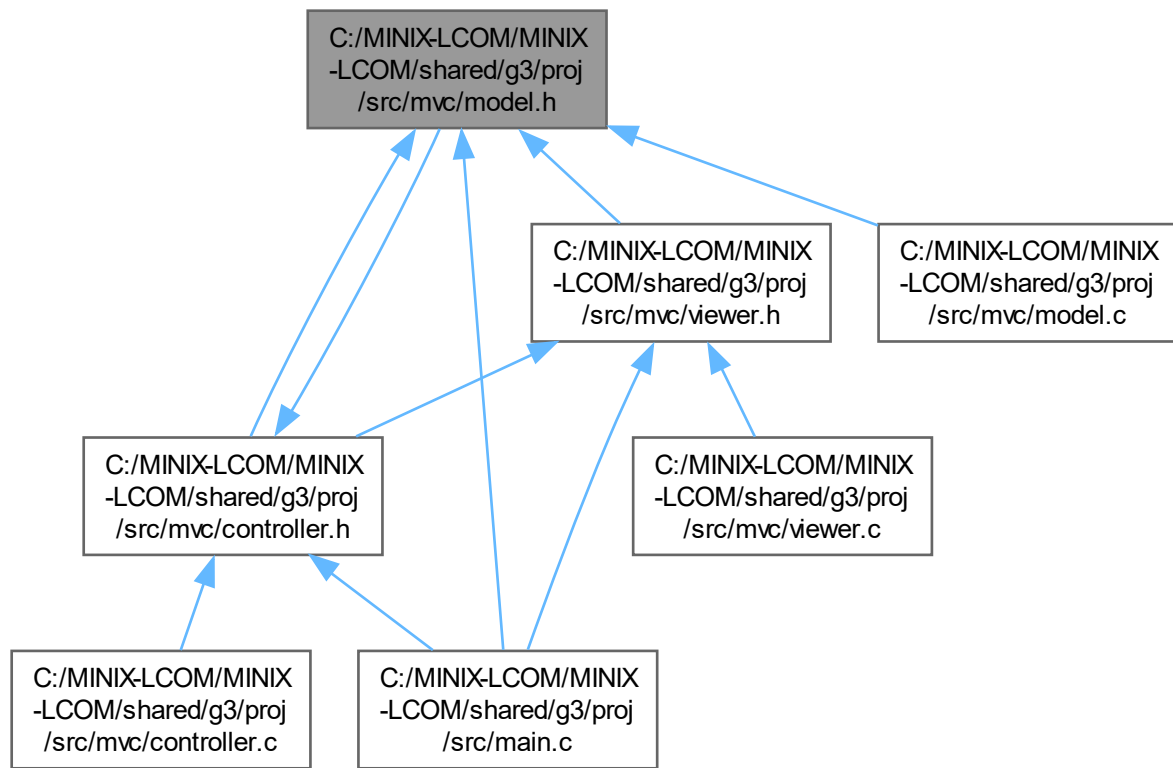 C:/MINIX-LCOM/MINIX
-LCOM/shared/g3/proj
/src/mvc/model.h
C:/MINIX-LCOM/MINIX
-LCOM/shared/g3/proj
/src/mvc/viewer.h
C:/MINIX-LCOM/MINIX
-LCOM/shared/g3/proj
/src/mvc/model.c
C:/MINIX-LCOM/MINIX
-LCOM/shared/g3/proj
/src/mvc/controller.h
C:/MINIX-LCOM/MINIX
-LCOM/shared/g3/proj
/src/mvc/viewer.c
C:/MINIX-LCOM/MINIX
-LCOM/shared/g3/proj
/src/mvc/controller.c
C:/MINIX-LCOM/MINIX
-LCOM/shared/g3/proj
/src/main.c